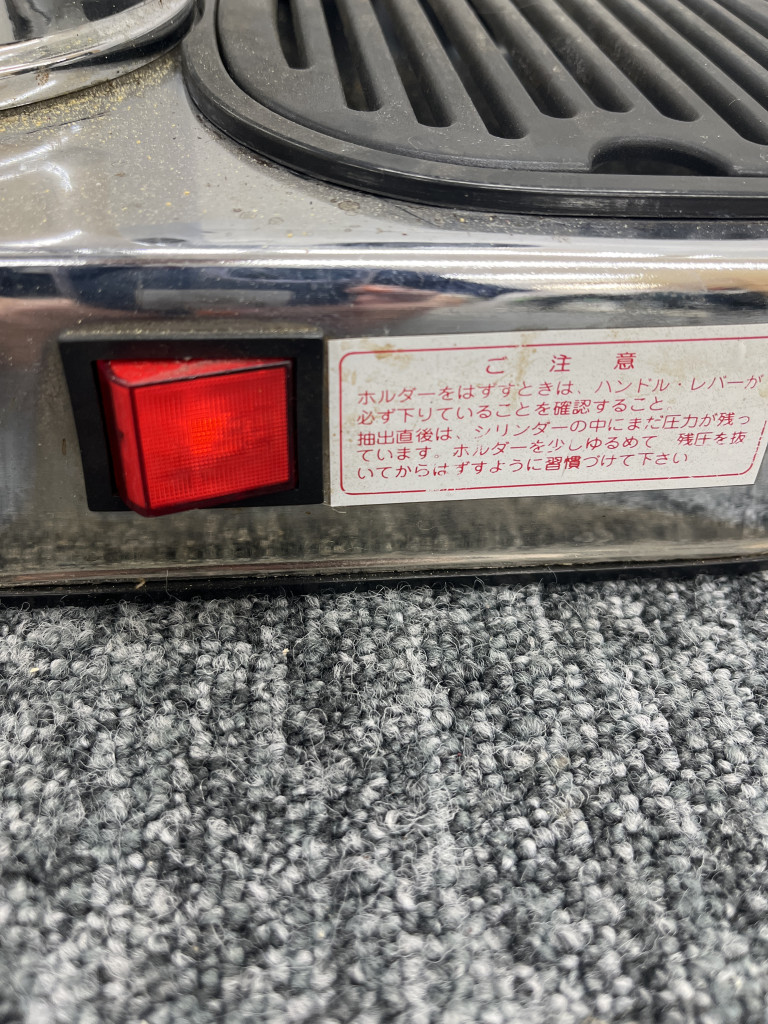 ご注意
ホルダーをはずすときは、ハンドル・レバーが
必ず下りていることを確認すること
抽出直後は、シリンダーの中にまだ圧力が残っ
ています。ホルダーを少しゆるめて 残圧を抜
いてからはずすように習慣づけて下さい